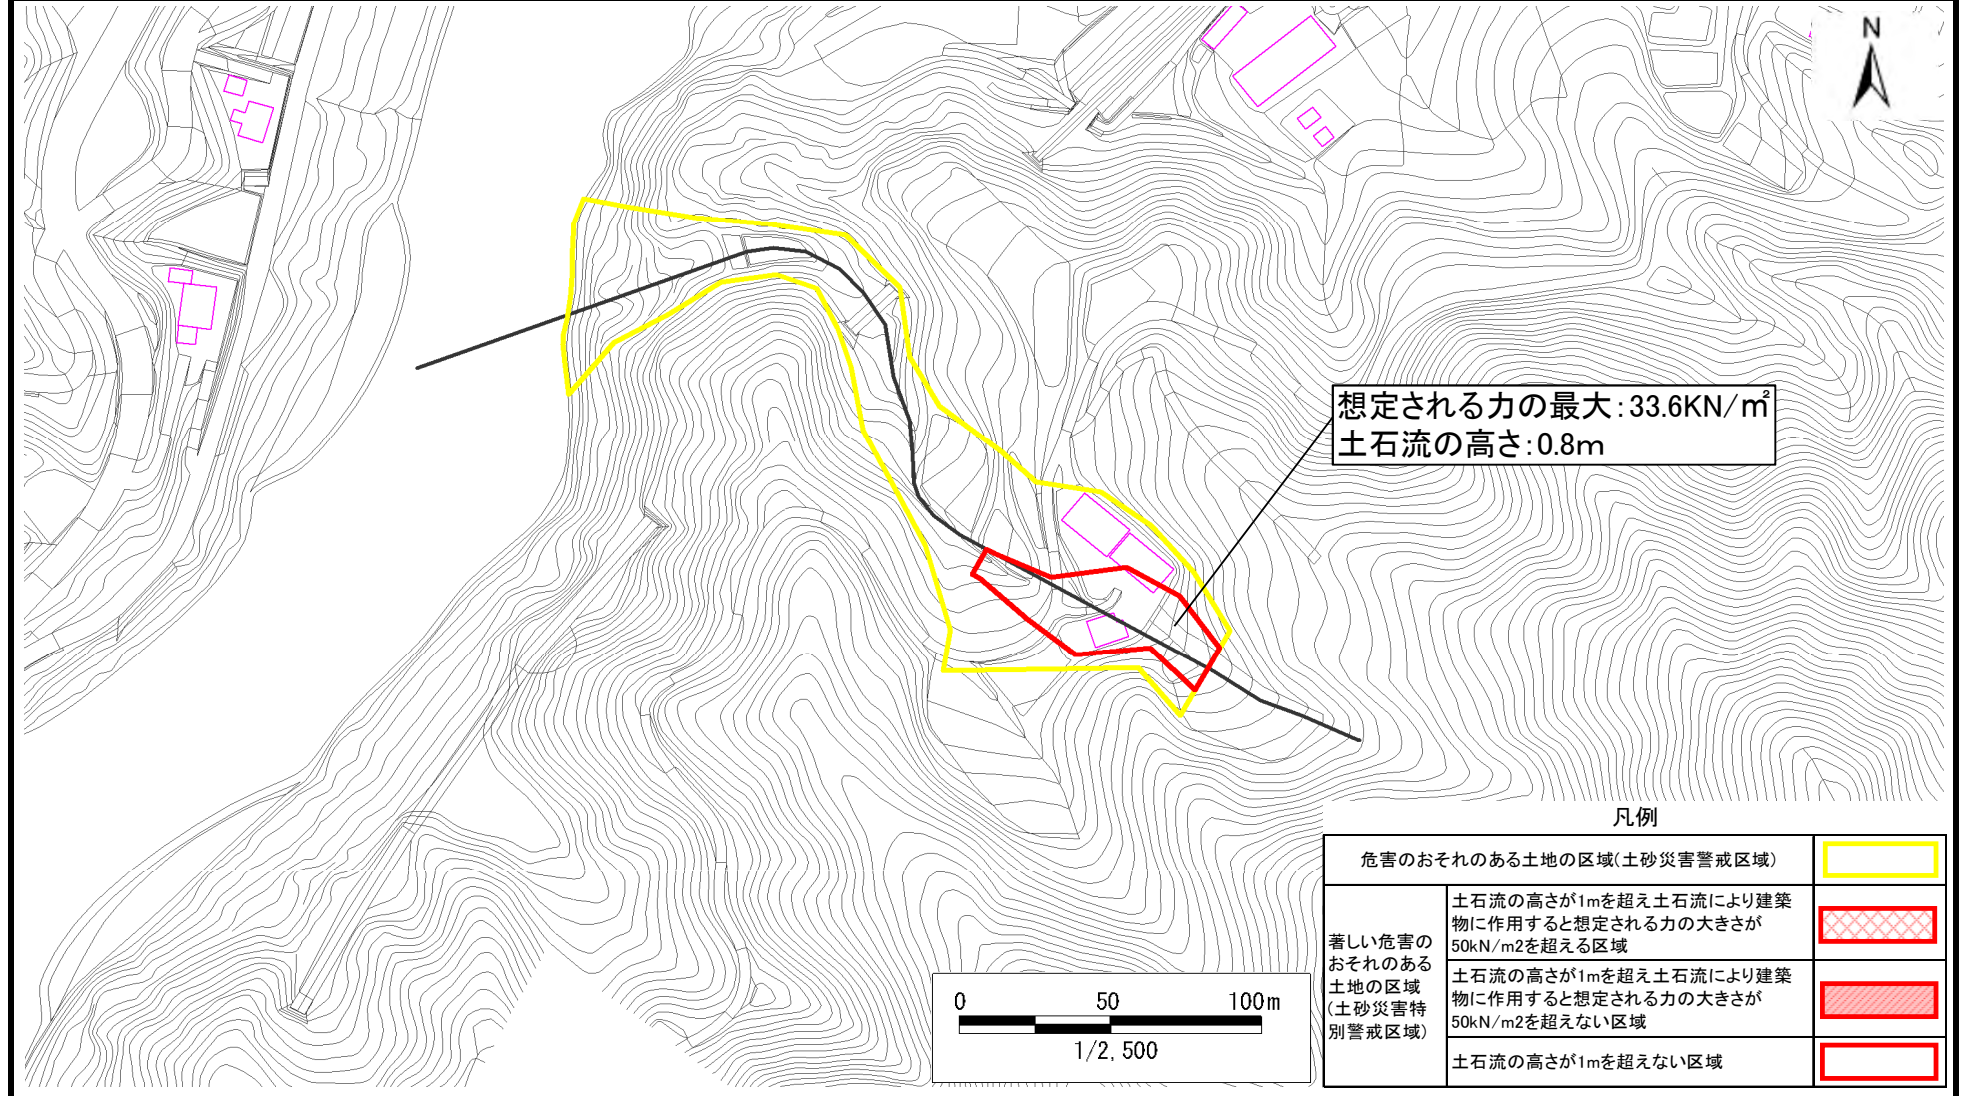 N
想定される力の最大:33.6KN/㎡
土石流の高さ:0.8m
凡例
危害のおそれのある土地の区域(土砂災害警戒区域)
著しい危害の
おそれのある
土地の区域
(土砂災害特
別警戒区域)
土石流の高さが1mを超え土石流により建築
物に作用すると想定される力の大きさが
50kN/m2を超える区域
土石流の高さが1mを超え土石流により建築
物に作用すると想定される力の大きさが
50kN/m2を超えない区域
土石流の高さが1mを超えない区域
0 50 100m
1/2,500